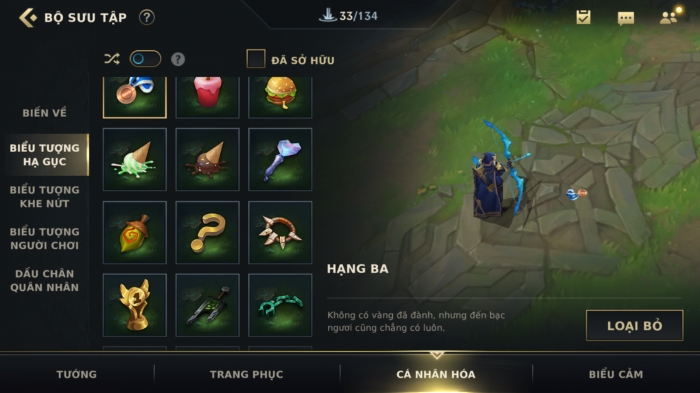 BỘ SƯU TẬP
?
33/134
?
ĐÃ SỞ HỮU
BIẾN VỀ
BIỂU TƯỢNG
HẠ GỤC
BIỂU TƯỢNG
KHE NỨT
BIỂU TƯỢNG
NGƯỜI CHƠI
DẤU CHÂN
QUÂN NHÂN
HẠNG BA
Không có vàng đã đành, nhưng đến bạc
ngươi cũng chẳng có luôn.
LOẠI BỎ
TƯỚNG
TRANG PHỤC
CÁ NHÂN HÓA
BIỂU CẢM